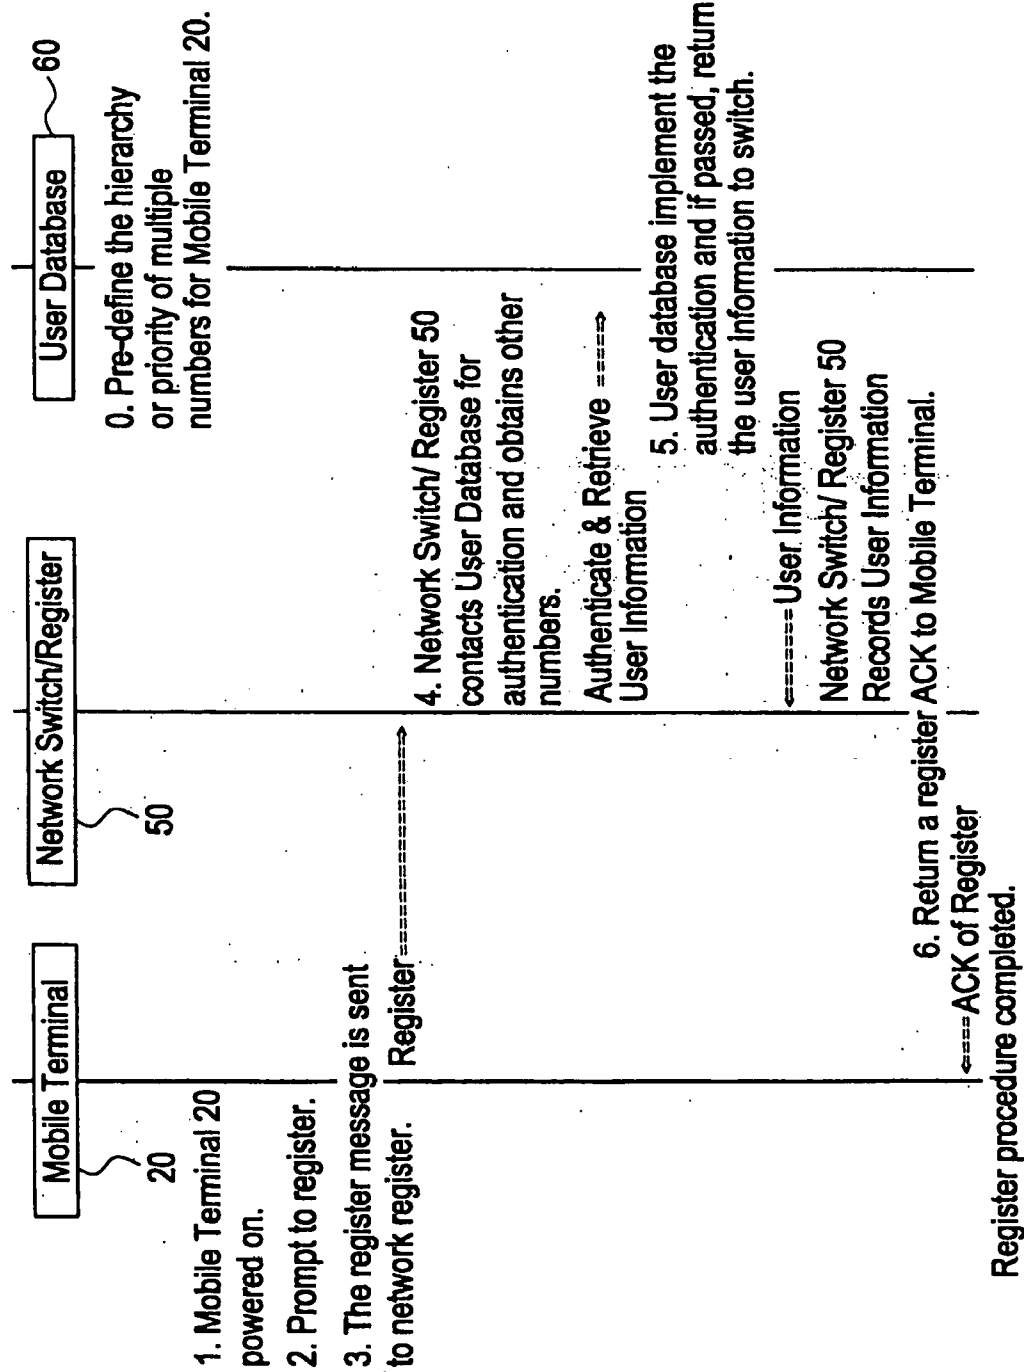 Mobile Terminal
20
Network Switch/Register
50
User Database
60
0. Pre-define the hierarchy
or priority of multiple
numbers for Mobile Terminal 20.
1. Mobile Terminal 20
powered on.
2. Prompt to register.
3. The register message is sent
to network register.
Register
4. Network Switch/ Register 50
contacts User Database for
authentication and obtains other
numbers.
Authenticate & Retrieve
User Information
5. User database implement the
authentication and if passed, return
the user information to switch.
User Information
Network Switch/ Register 50
Records User Information
6. Return a register ACK to Mobile Terminal.
ACK of Register
Register procedure completed.